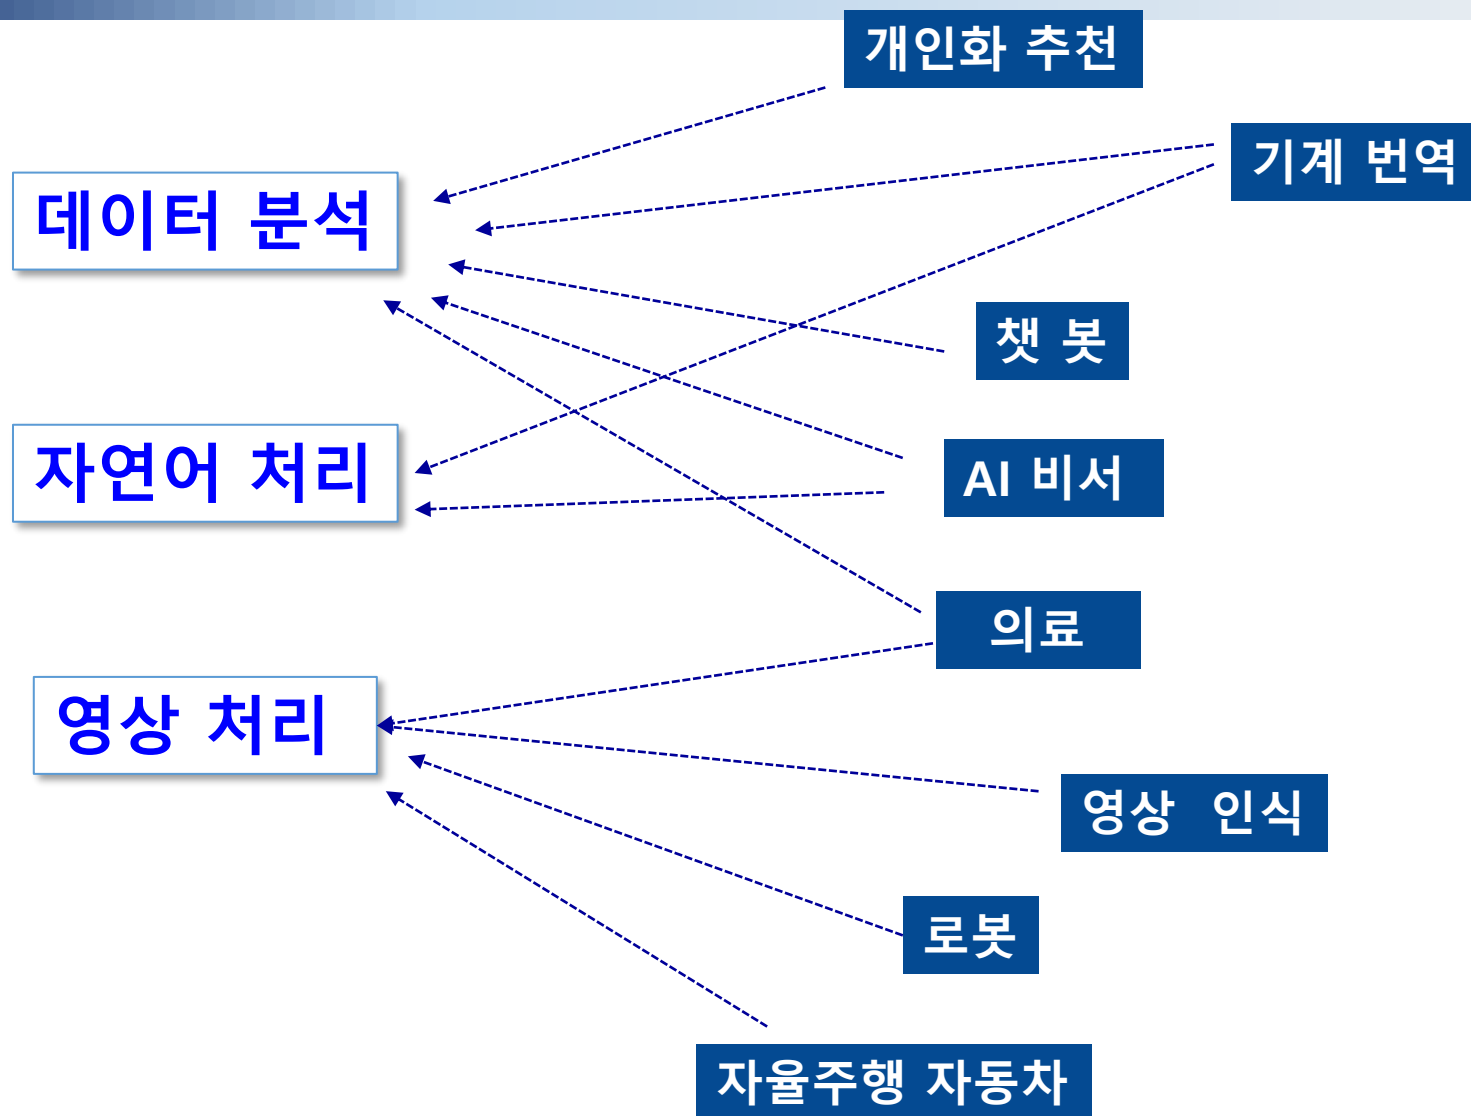 개인화 추천
기계 번역
데이터 분석
챗 봇
자연어 처리
AI 비서
의료
영상 처리
영상 인식
로봇
자율주행 자동차